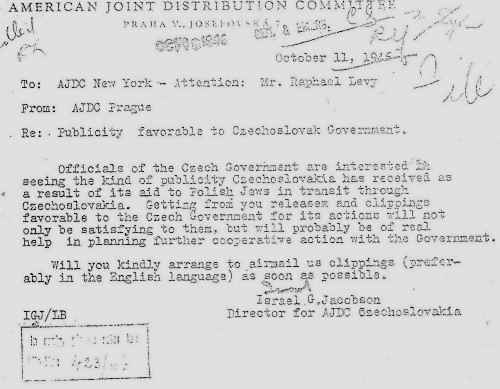 AMERICAN JOINT DISTRIBUTION COMMITTEE
PRAHA V. JOSEFOVSKÁ 7
October 11, 1946
To: AJDC New York - Attention: Mr. Raphael Levy
From: AJDC Prague
Re: Publicity favorable to Czechoslovak Government.
Officials of the Czech Government are interested in
seeing the kind of publicity Czechoslovakia has received as
a result of its aid to Polish Jews in transit through
Czechoslovakia. Getting from you releases and clippings
favorable to the Czech Government for its actions will not
only be satisfying to them, but will probably be of real
help in planning further cooperative action with the Government.
Will you kindly arrange to airmail us clippings (prefer-
ably in the English language) as soon as possible.
Israel G.Jacobson
Director for AJDC Czechoslovakia
IGJ/LB
File